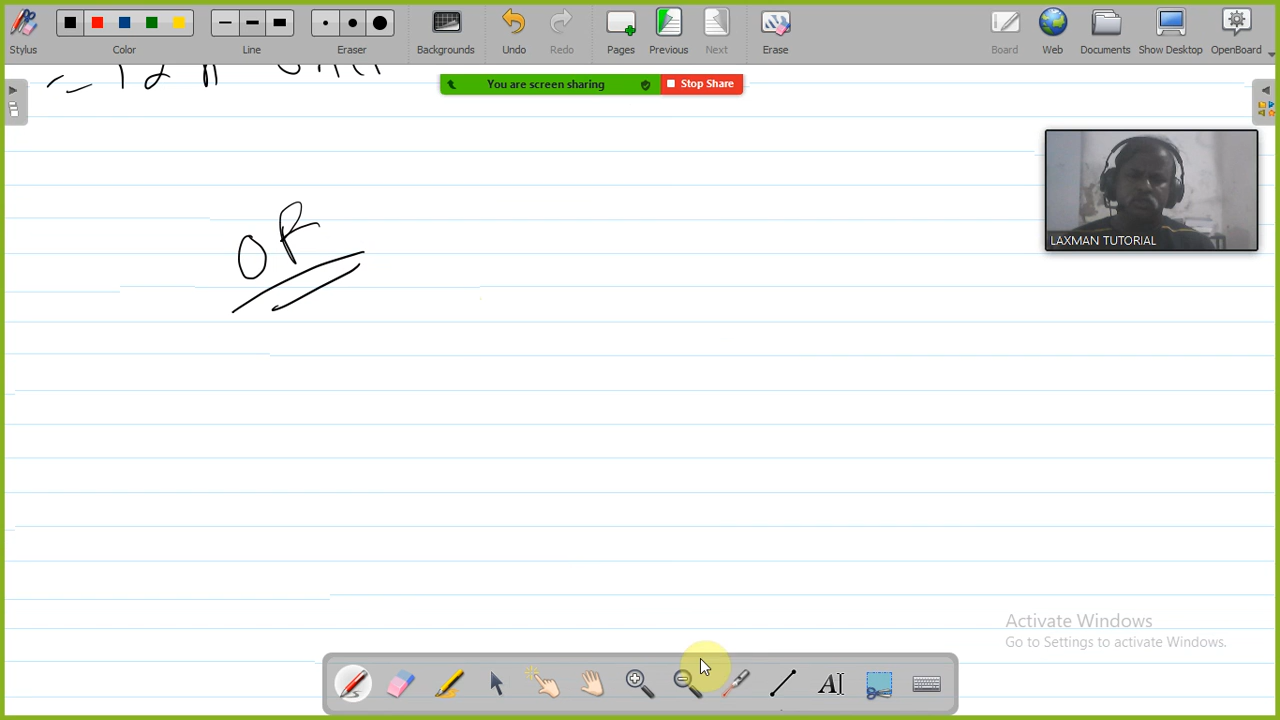 Stylus
Color
Line
Eraser
Backgrounds
Undo
Redo
Pages
Previous
Next
Erase
Board
Web
Documents
Show Desktop
OpenBoard
You are screen sharing
Stop Share
LAXMAN TUTORIAL
OR
Activate Windows
Go to Settings to activate Windows.